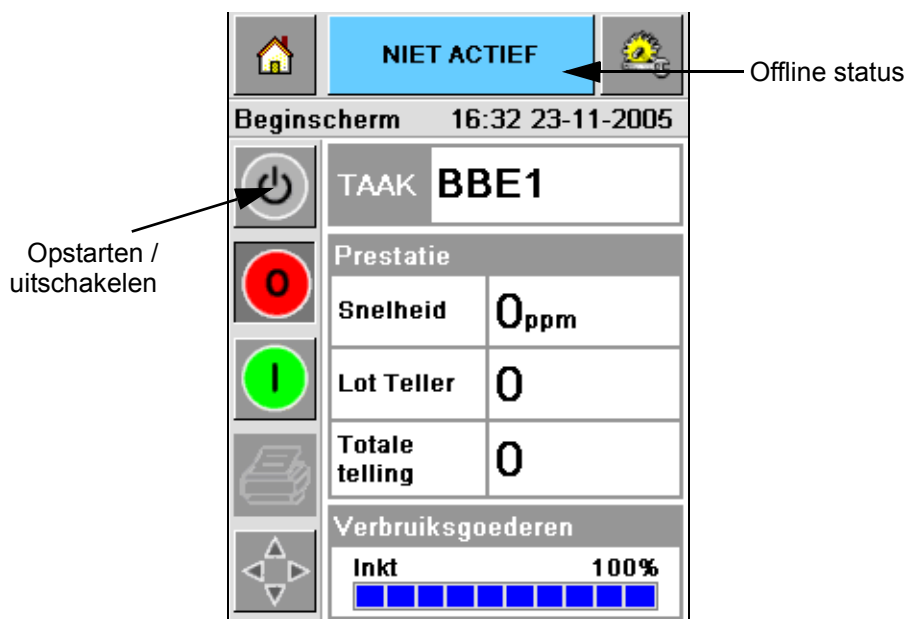 NIET ACTIEF
Offline status
Beginscherm 16:32 23-11-2005
TAAK BBE1
Opstarten /
uitschakelen
O
Prestatie
Snelheid 0ppm
I
Lot Teller 0
Totale
telling 0
Verbruiksgoederen
Inkt 100%